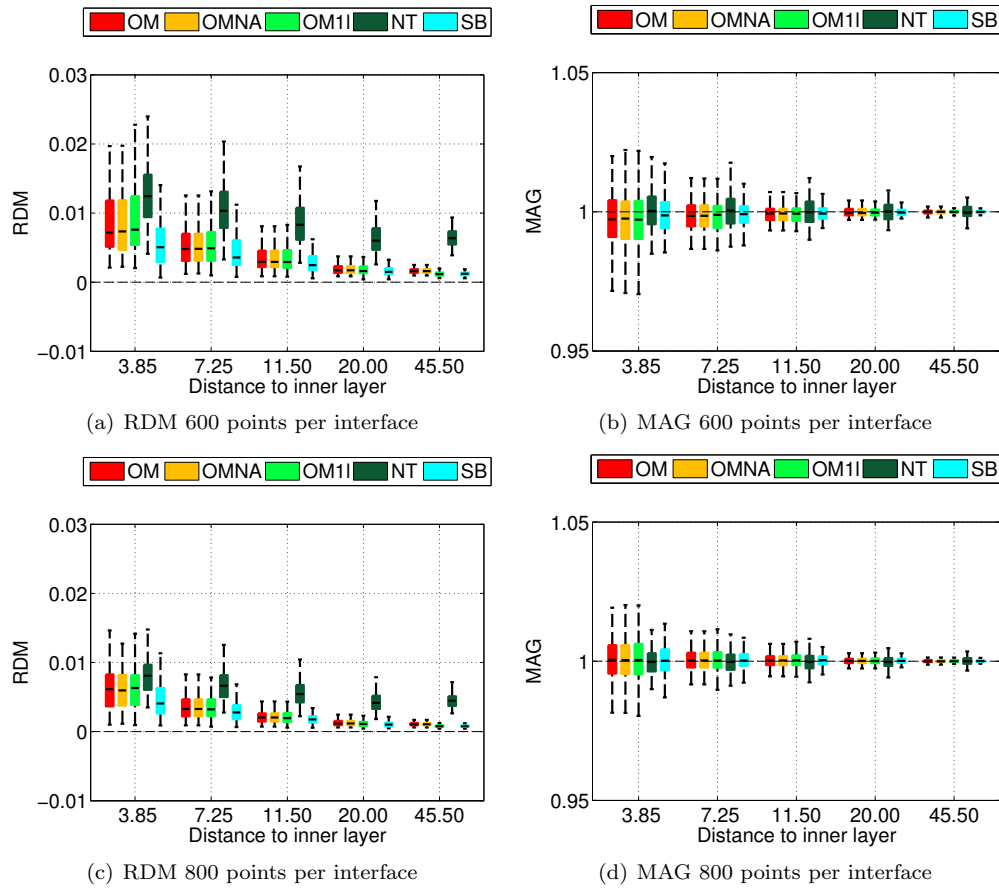 OM OMNA OM1I NT SB
0.03
0.02
0.01
0
−0.01
RDM
3.85 7.25 11.50 20.00 45.50
Distance to inner layer
(a) RDM 600 points per interface
OM OMNA OM1I NT SB
1.05
1
0.95
MAG
3.85 7.25 11.50 20.00 45.50
Distance to inner layer
(b) MAG 600 points per interface
OM OMNA OM1I NT SB
0.03
0.02
0.01
0
−0.01
RDM
3.85 7.25 11.50 20.00 45.50
Distance to inner layer
(c) RDM 800 points per interface
OM OMNA OM1I NT SB
1.05
1
0.95
MAG
3.85 7.25 11.50 20.00 45.50
Distance to inner layer
(d) MAG 800 points per interface